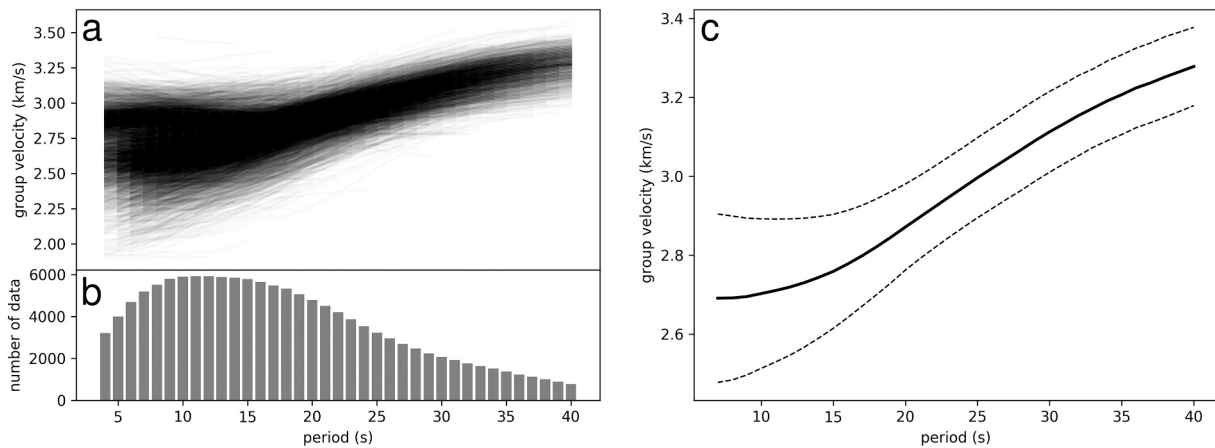 a
3.50
3.25
3.00
2.75
2.50
2.25
2.00
group velocity (km/s)
b
6000
4000
2000
0
number of data
5 10 15 20 25 30 35 40
period (s)
c
3.4
3.2
3.0
2.8
2.6
group velocity (km/s)
10 15 20 25 30 35 40
period (s)